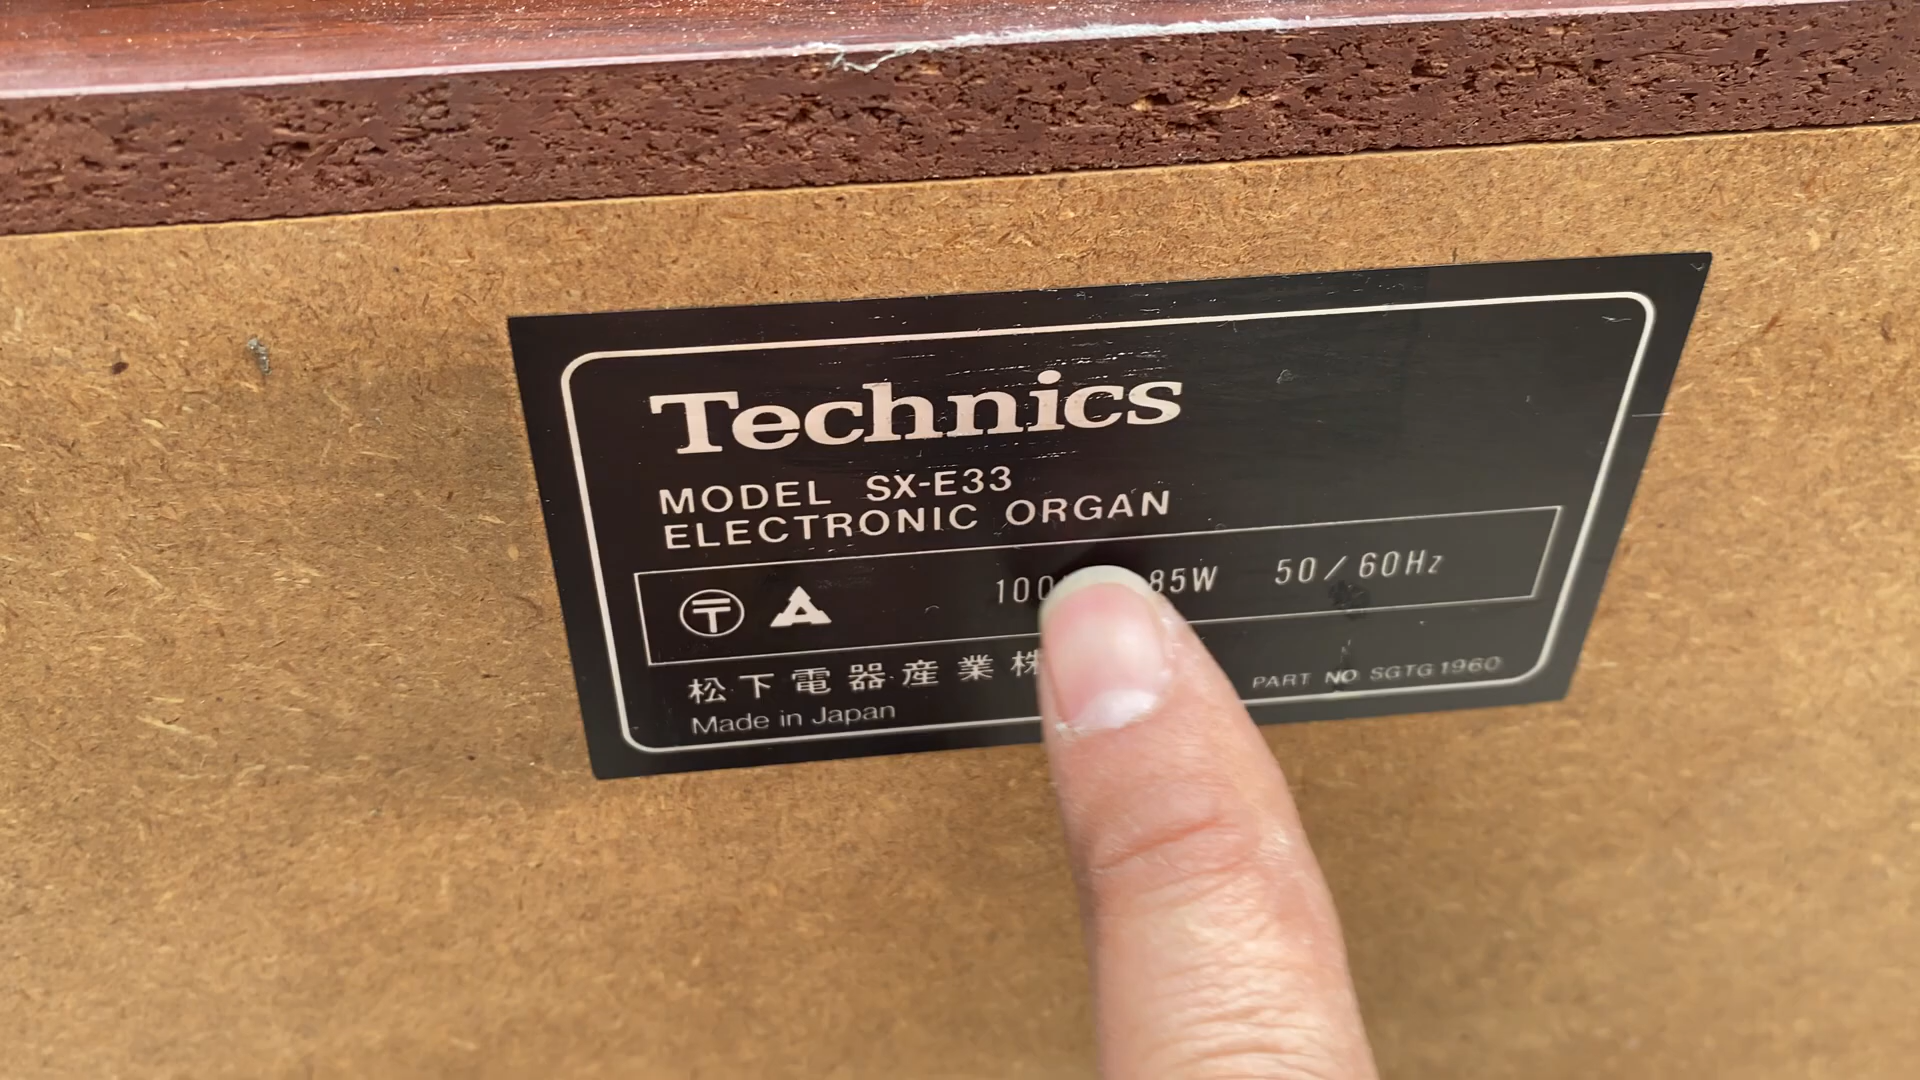 Technics
MODEL SX-E33
ELECTRONIC ORGAN
100 85W 50/60Hz
松下電器産業株
PART NO SGTG1960
Made in Japan